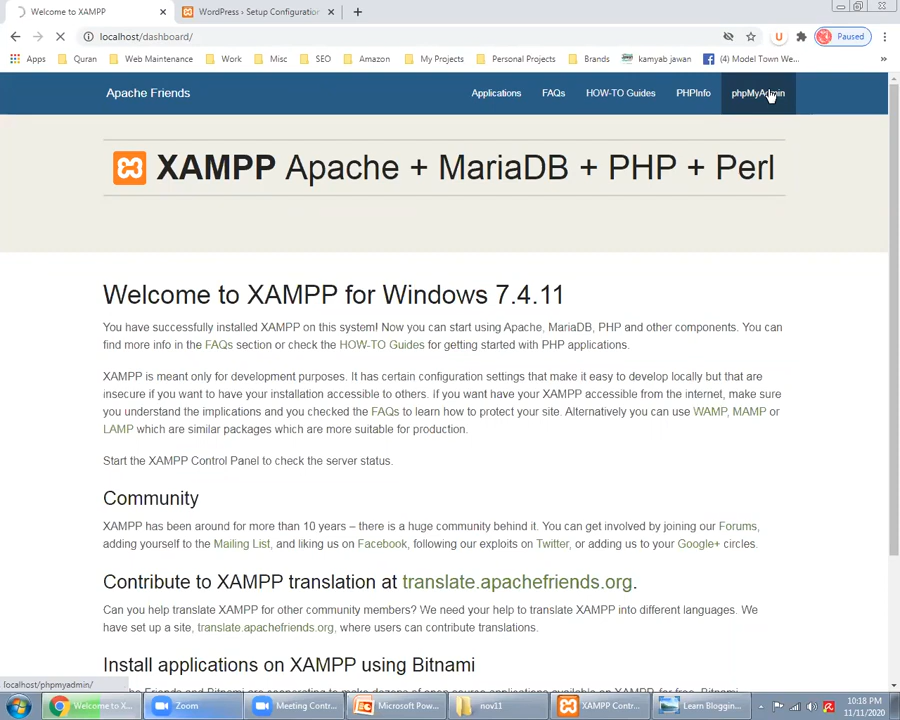 Welcome to XAMPP
WordPress › Setup Configuration
localhost/dashboard/
U
Paused
Apps
Quran
Web Maintenance
Work
Misc
SEO
Amazon
My Projects
Personal Projects
Brands
kamyab jawan
(4) Model Town We...
»
Apache Friends
Applications
FAQs
HOW-TO Guides
PHPInfo
phpMyAdmin
XAMPP Apache + MariaDB + PHP + Perl
Welcome to XAMPP for Windows 7.4.11
You have successfully installed XAMPP on this system! Now you can start using Apache, MariaDB, PHP and other components. You can
find more info in the FAQs section or check the HOW-TO Guides for getting started with PHP applications.
XAMPP is meant only for development purposes. It has certain configuration settings that make it easy to develop locally but that are
insecure if you want to have your installation accessible to others. If you want have your XAMPP accessible from the internet, make sure
you understand the implications and you checked the FAQs to learn how to protect your site. Alternatively you can use WAMP, MAMP or
LAMP which are similar packages which are more suitable for production.
Start the XAMPP Control Panel to check the server status.
Community
XAMPP has been around for more than 10 years – there is a huge community behind it. You can get involved by joining our Forums,
adding yourself to the Mailing List, and liking us on Facebook, following our exploits on Twitter, or adding us to your Google+ circles.
Contribute to XAMPP translation at translate.apachefriends.org.
Can you help translate XAMPP for other community members? We need your help to translate XAMPP into different languages. We
have set up a site, translate.apachefriends.org, where users can contribute translations.
Install applications on XAMPP using Bitnami
localhost/phpmyadmin/
Welcome to X...
Zoom
Meeting Contr...
Microsoft Pow...
nov11
XAMPP Contr...
Learn Bloggin...
10:18 PM
11/11/2020